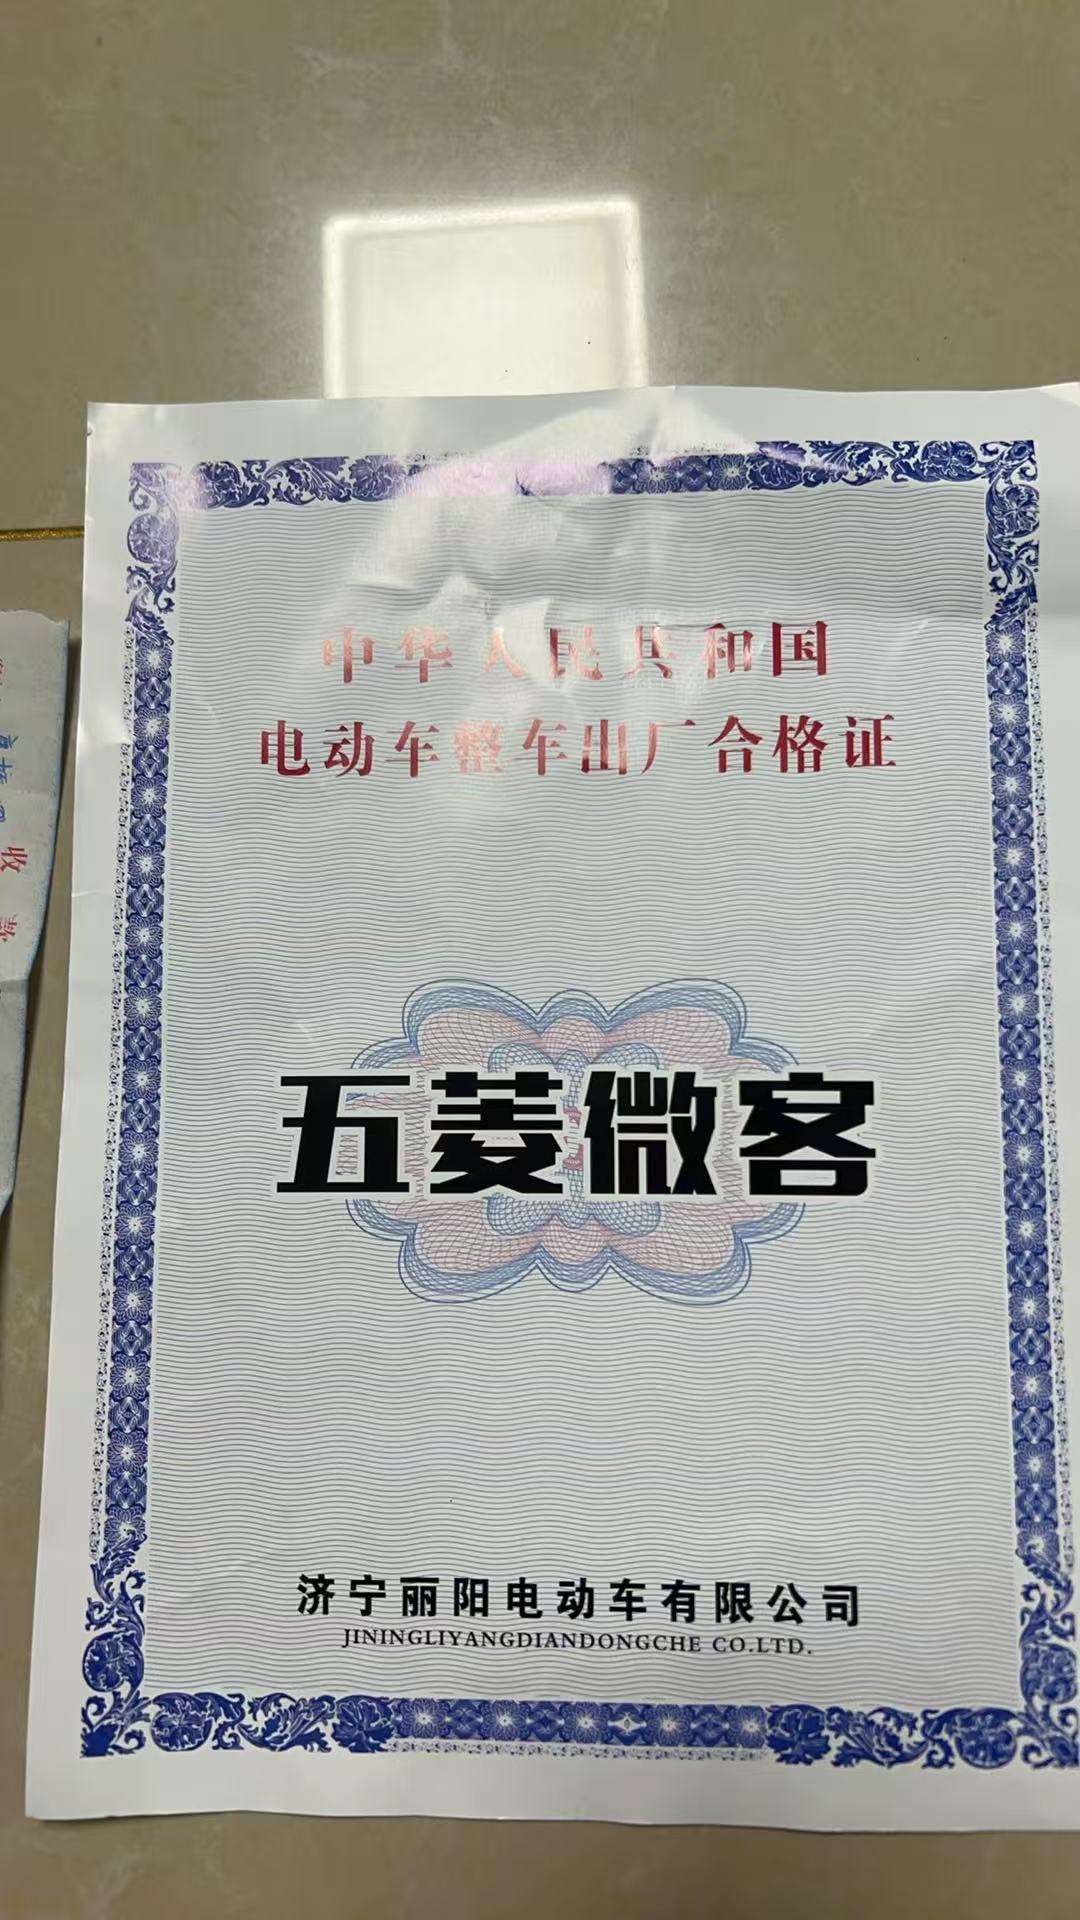 中华人民共和国
电动车整车出厂合格证
五菱微客
济宁丽阳电动车有限公司
JININGLIYANGDIANDONGCHE CO.LTD.
收